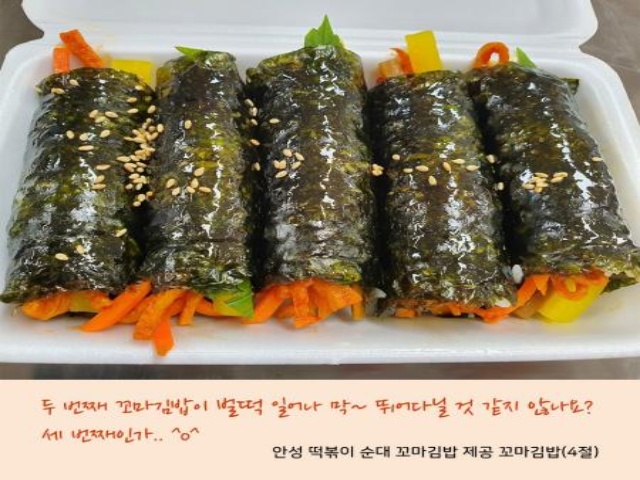 두 번째 꼬마김밥이 벌떡 일어나 막~ 뛰어다닐 것 같지 않나요?
세 번째인가.. ^o^
안성 떡볶이 순대 꼬마김밥 제공 꼬마김밥(4절)